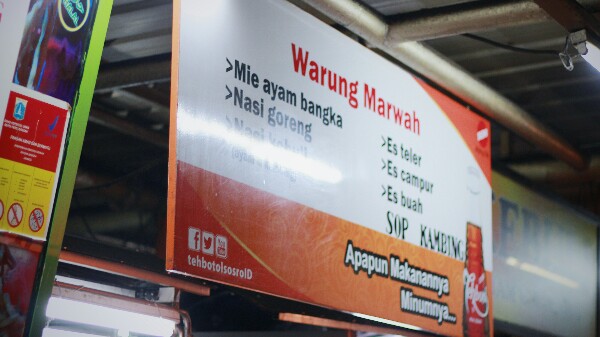 Warung Marwah
>Mie ayam bangka
>Nasi goreng
>Es teler
>Es campur
>Es buah
SOP KAMBING
Apapun Makanannya
Minumnya...
tehbotolsosroID